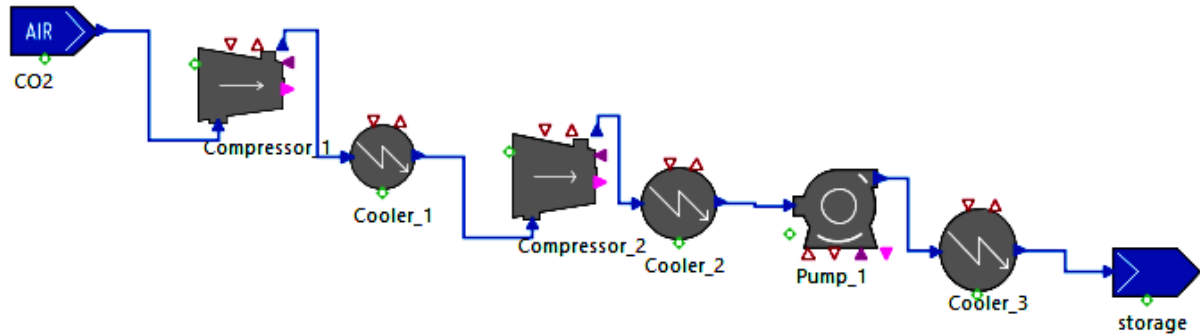 AIR
CO2
Compressor_1
Cooler_1
Compressor_2
Cooler_2
Pump_1
Cooler_3
storage